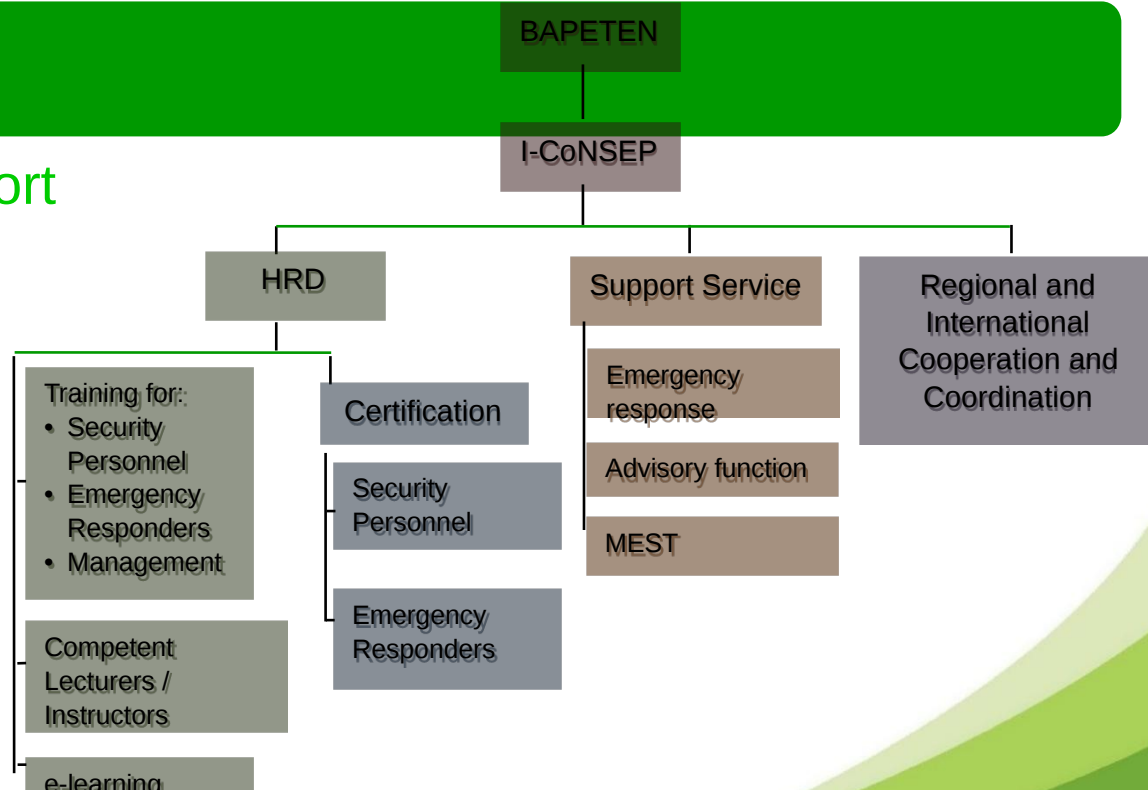 BAPETEN
I-CoNSEP
ort
HRD
Support Service
Regional and
International
Cooperation and
Coordination
Training for:
• Security
Personnel
• Emergency
Responders
• Management
Competent
Lecturers /
Instructors
e-learning
Certification
Security
Personnel
Emergency
Responders
Emergency
response
Advisory function
MEST